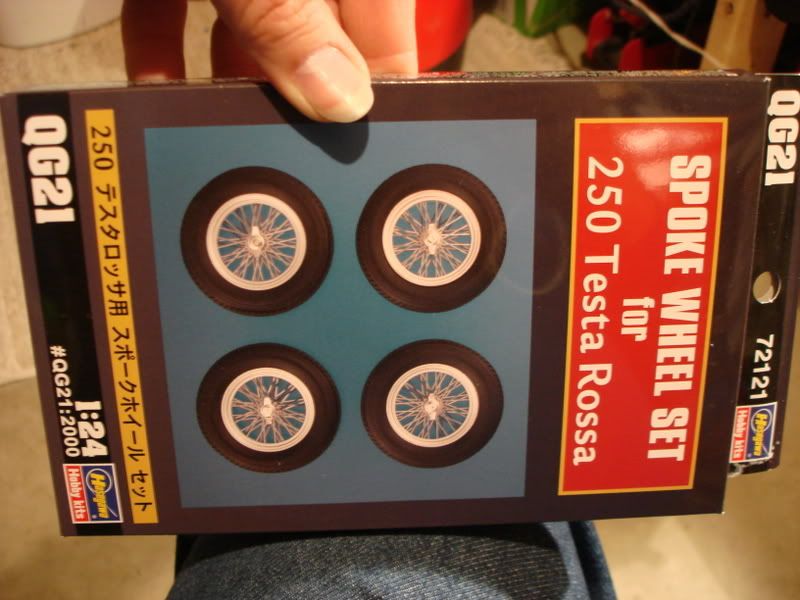 QG21
72121
Hasegawa
Hobby kits
SPOKE WHEEL SET
for
250 Testa Rossa
250 テスタロッサ用 スポークホイール セット
QG21
#QG21:2000
1:24
Hasegawa
Hobby kits